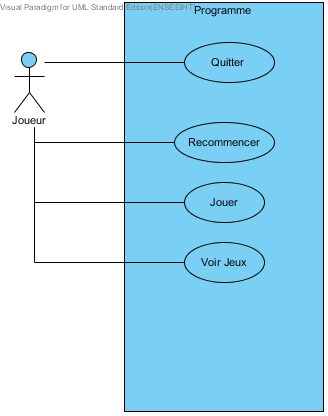 Visual Paradigm for UML Standard Edition(ENSEEIHT)
Programme
Quitter
Joueur
Recommencer
Jouer
Voir Jeux